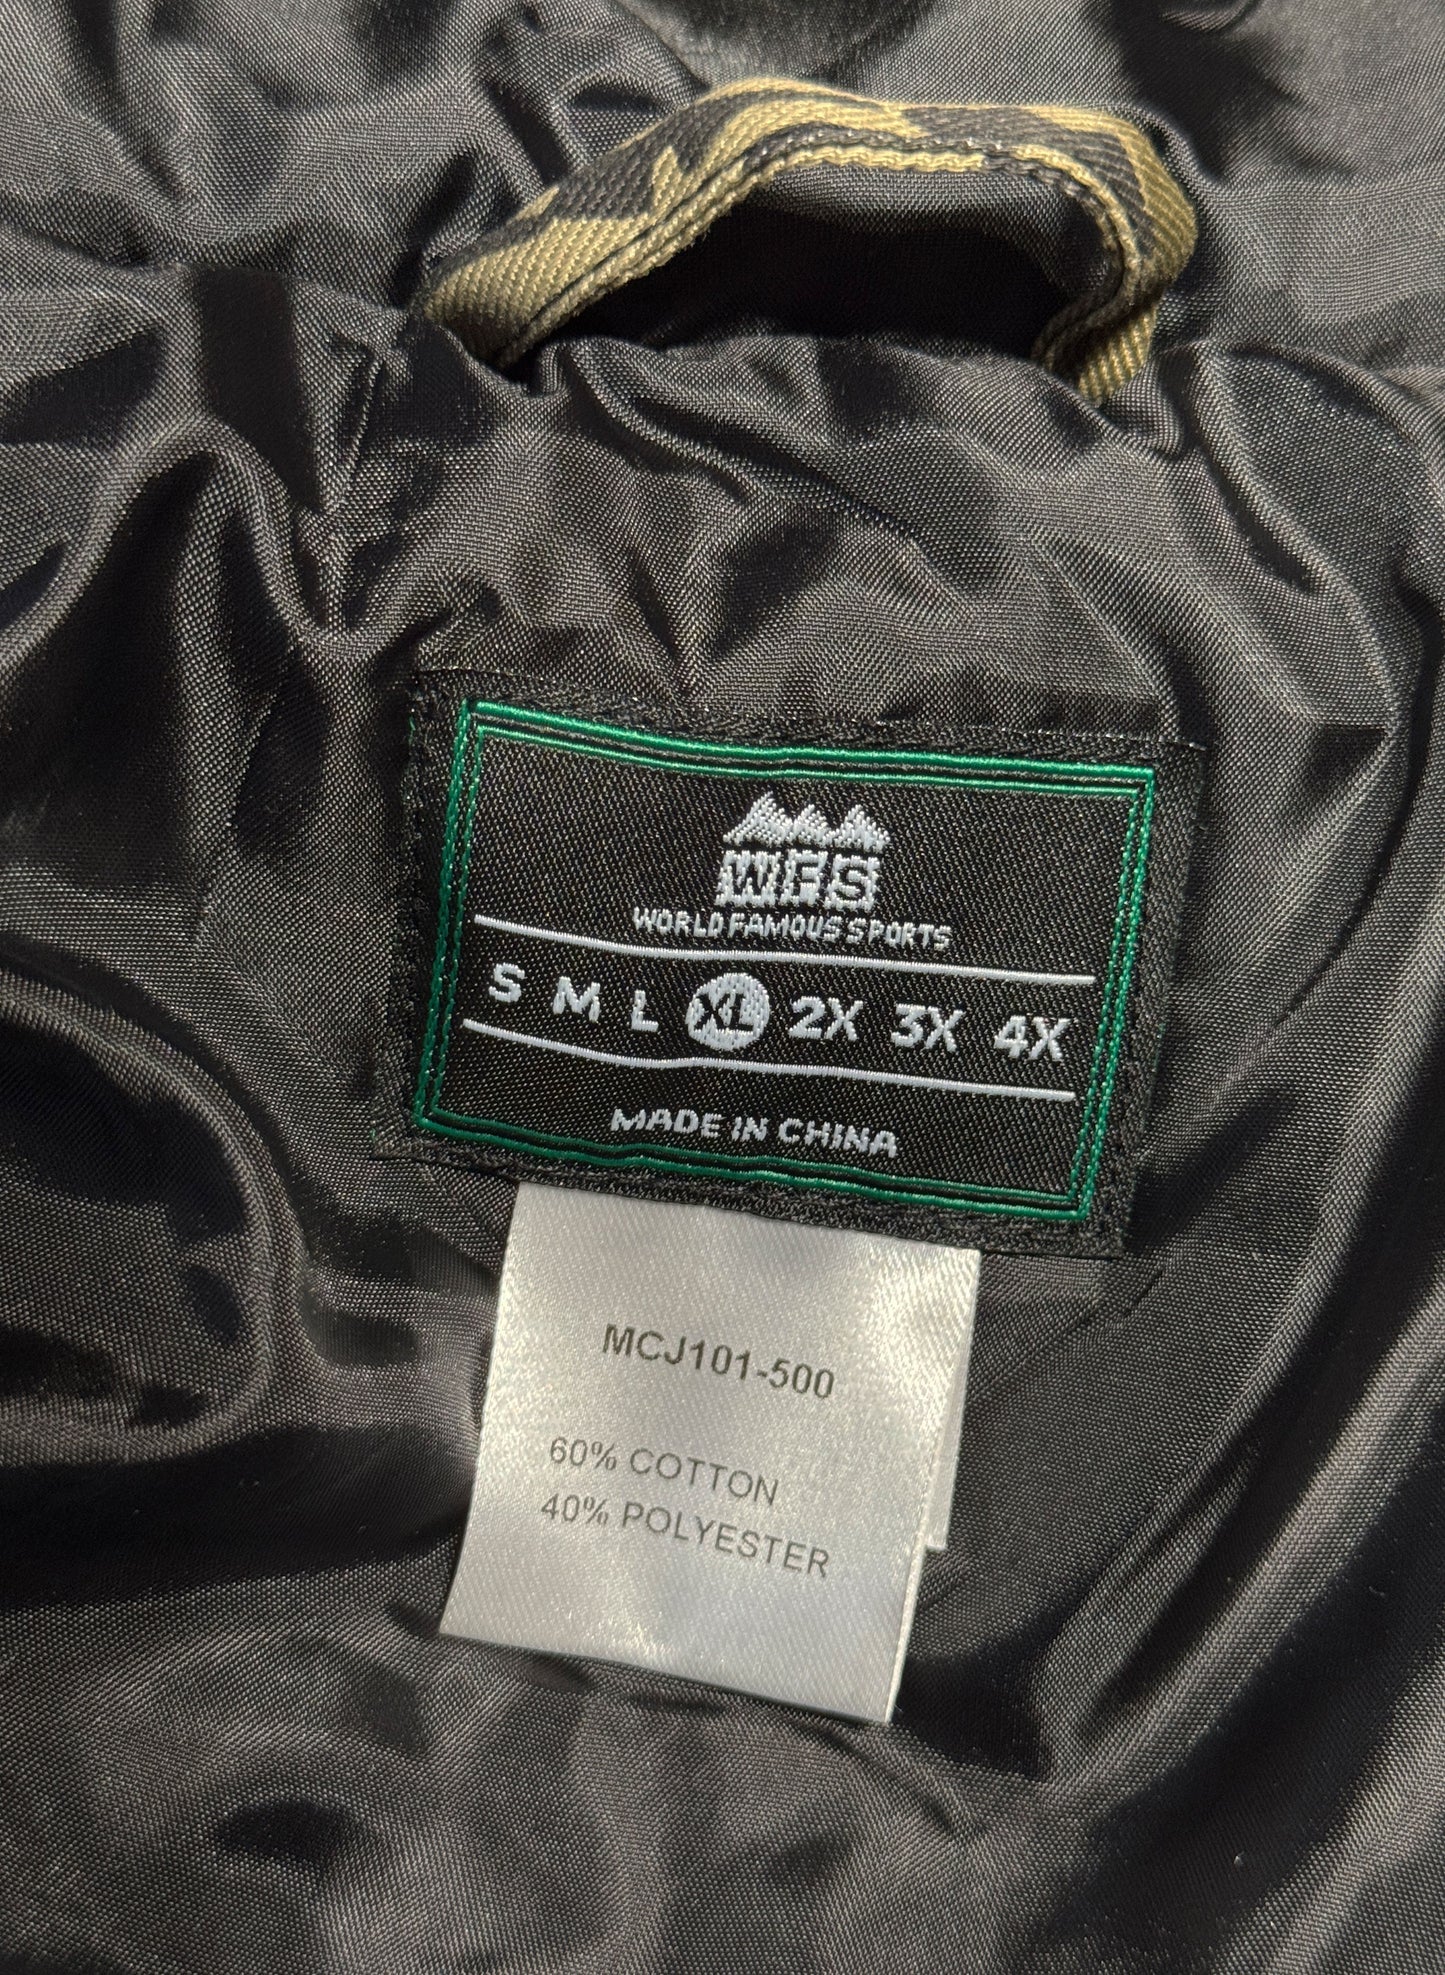 WFS
WORLD FAMOUS SPORTS
S M L XL 2X 3X 4X
MADE IN CHINA
MCJ101-500
60% COTTON
40% POLYESTER